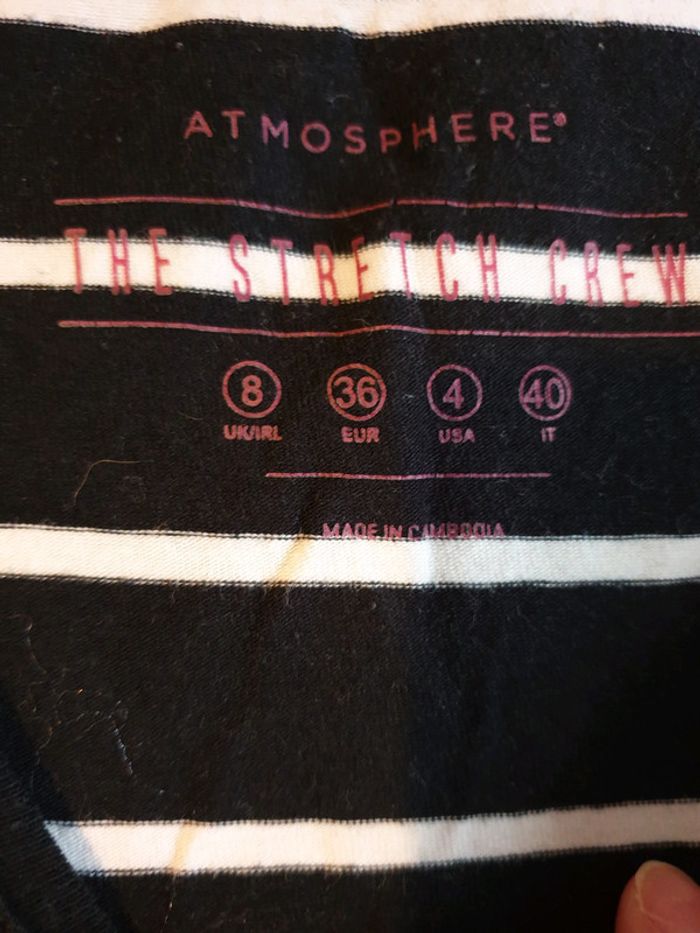 ATMOSPHERE®
THE STRETCH CREW
8 36 4 40
UK/IRL EUR USA IT
MADE IN CAMBODIA